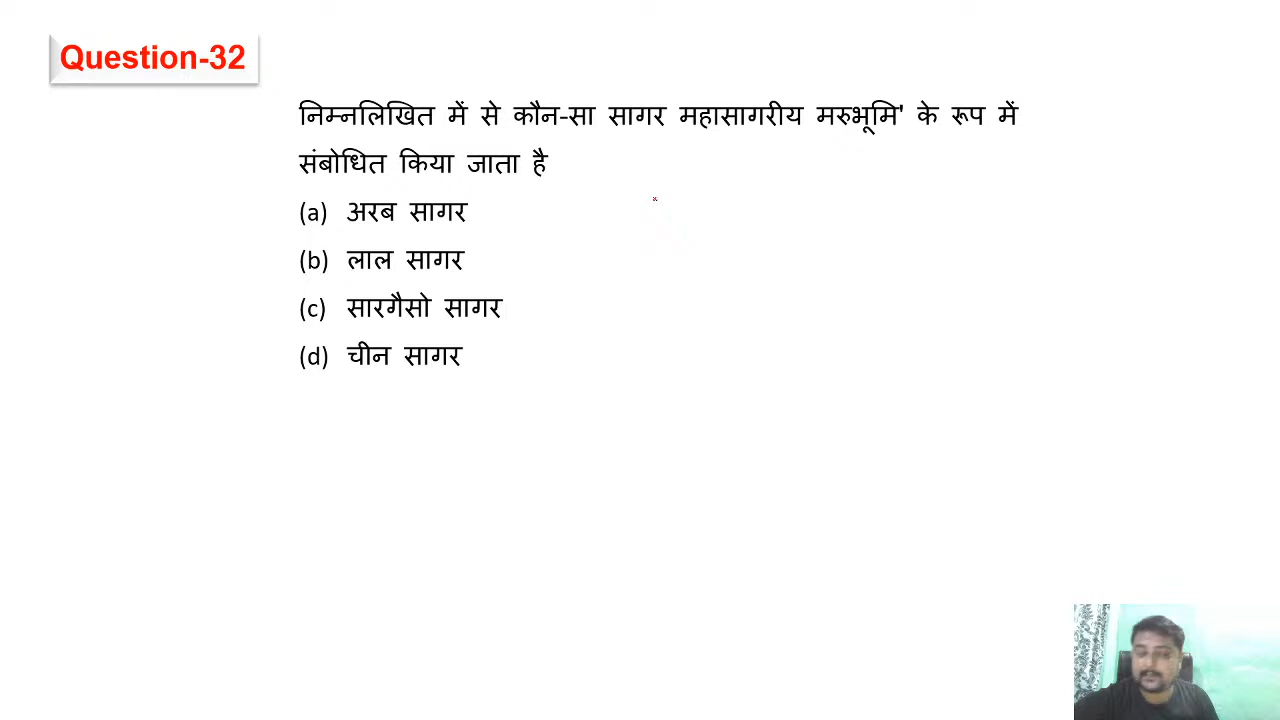 Question-32
निम्नलिखित में से कौन-सा सागर महासागरीय मरुभूमि' के रूप में
संबोधित किया जाता है
(a) अरब सागर
(b) लाल सागर
(c) सारगैसो सागर
(d) चीन सागर